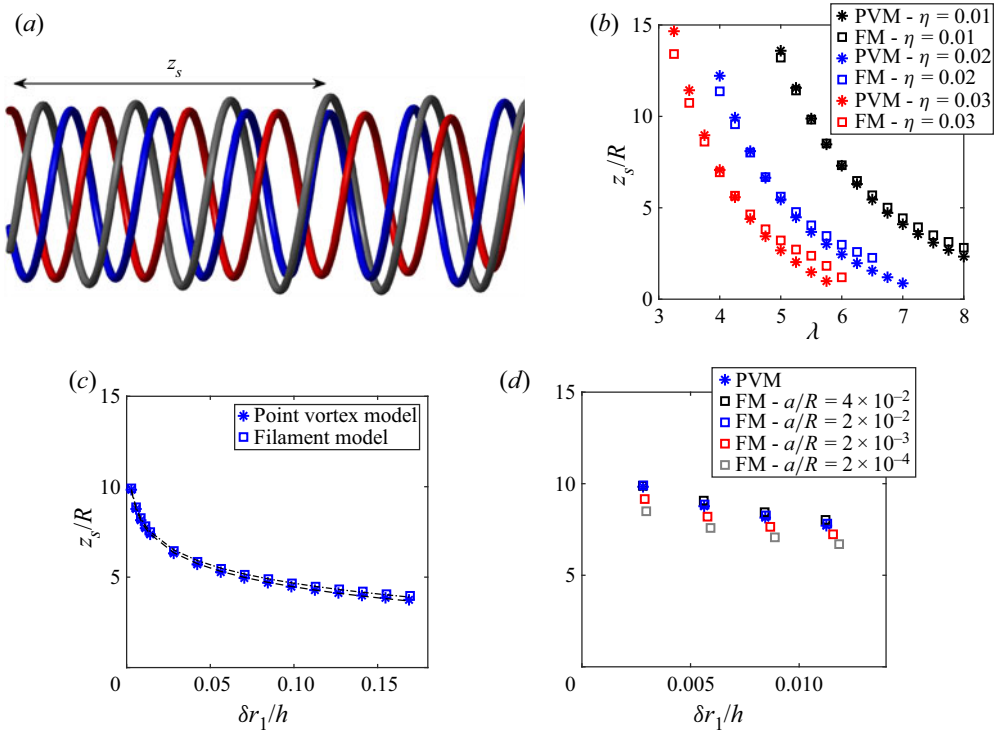 (a)
z_s
(b)
15
10
5
0
z_s/R
3 4 5 6 7 8
λ
PVM - η = 0.01
FM - η = 0.01
PVM - η = 0.02
FM - η = 0.02
PVM - η = 0.03
FM - η = 0.03
(c)
15
10
5
z_s/R
0 0.05 0.10 0.15
δr₁/h
Point vortex model
Filament model
(d)
15
10
5
0 0.005 0.010
δr₁/h
PVM
FM - a/R = 4 × 10⁻²
FM - a/R = 2 × 10⁻²
FM - a/R = 2 × 10⁻³
FM - a/R = 2 × 10⁻⁴